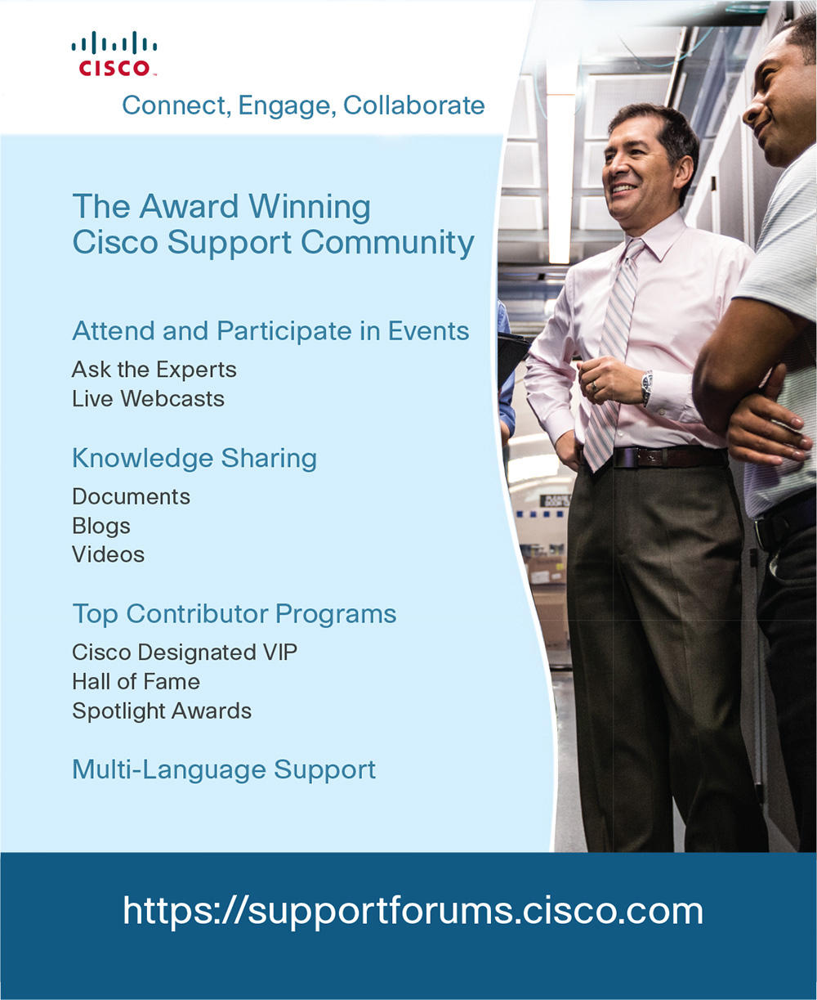 CISCO
Connect, Engage, Collaborate
The Award Winning
Cisco Support Community
Attend and Participate in Events
Ask the Experts
Live Webcasts
Knowledge Sharing
Documents
Blogs
Videos
Top Contributor Programs
Cisco Designated VIP
Hall of Fame
Spotlight Awards
Multi-Language Support
https://supportforums.cisco.com